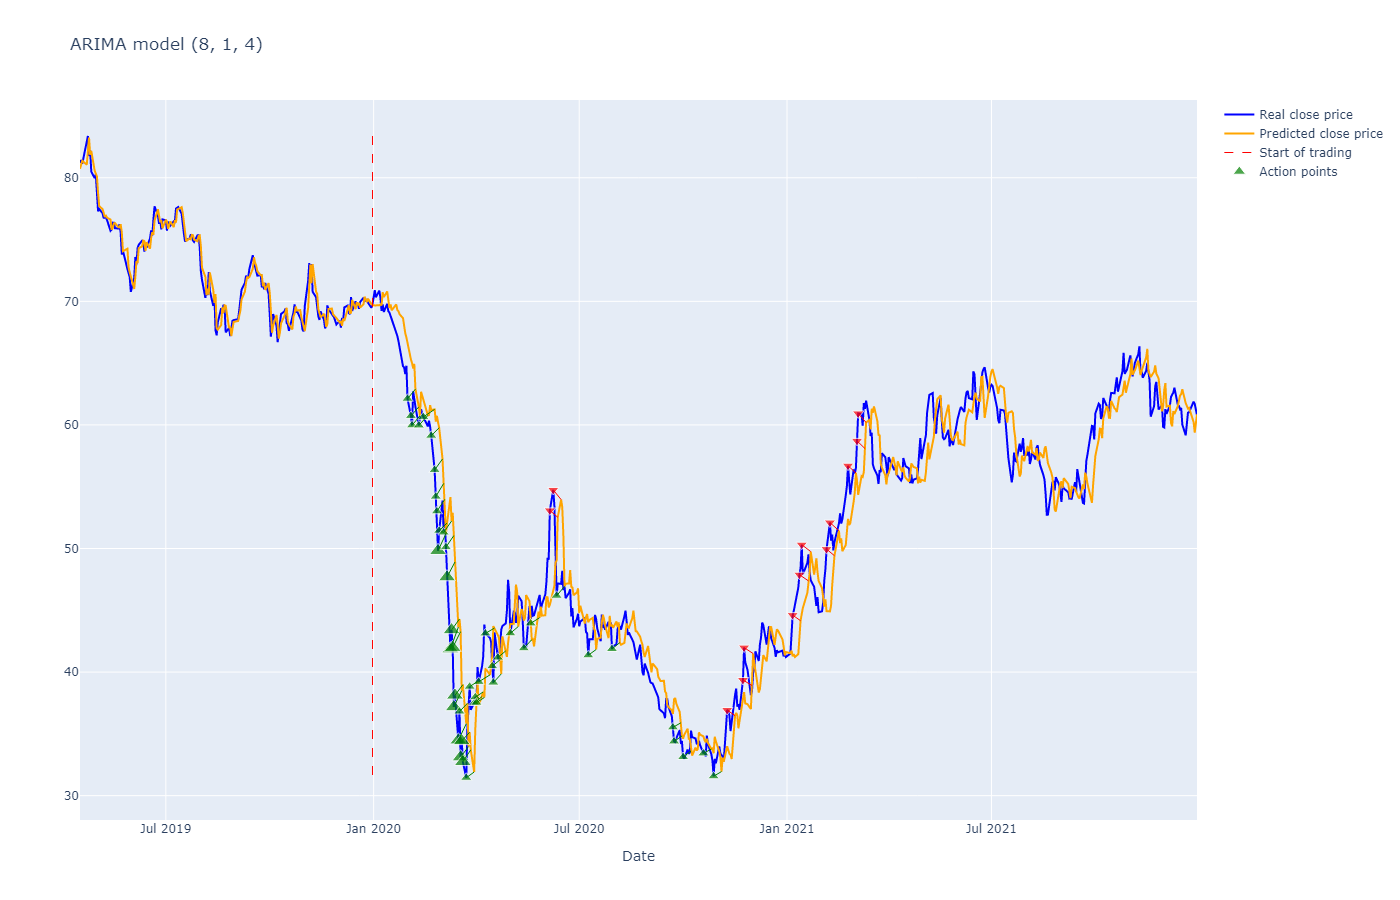 ARIMA model (8, 1, 4)
Real close price
Predicted close price
Start of trading
Action points
80
70
60
50
40
30
Jul 2019
Jan 2020
Jul 2020
Jan 2021
Jul 2021
Date